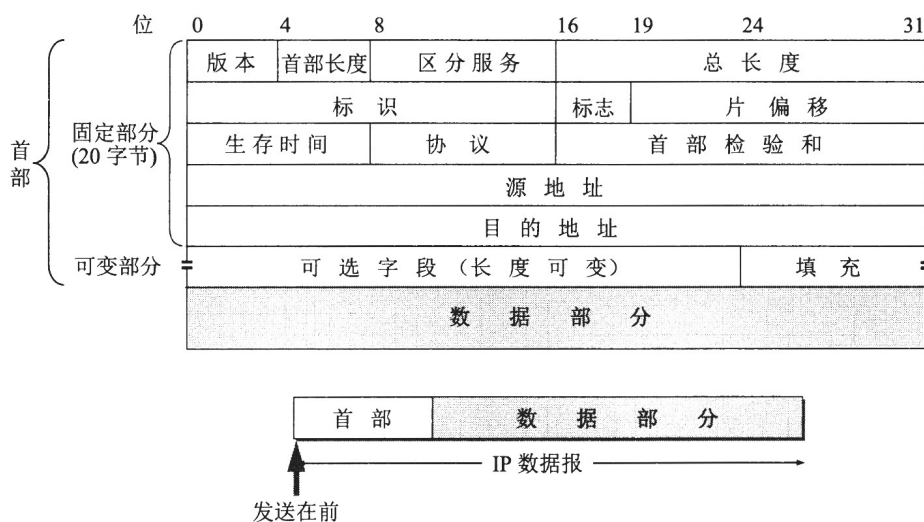 位 0 4 8 16 19 24 31
版本 首部长度 区分服务 总长度
标识 标志 片偏移
首部
固定部分
(20 字节)
生存时间 协议 首部检验和
源地址
目的地址
可变部分 可选字段（长度可变） 填充
数据部分
首部 数据部分
IP 数据报
发送在前